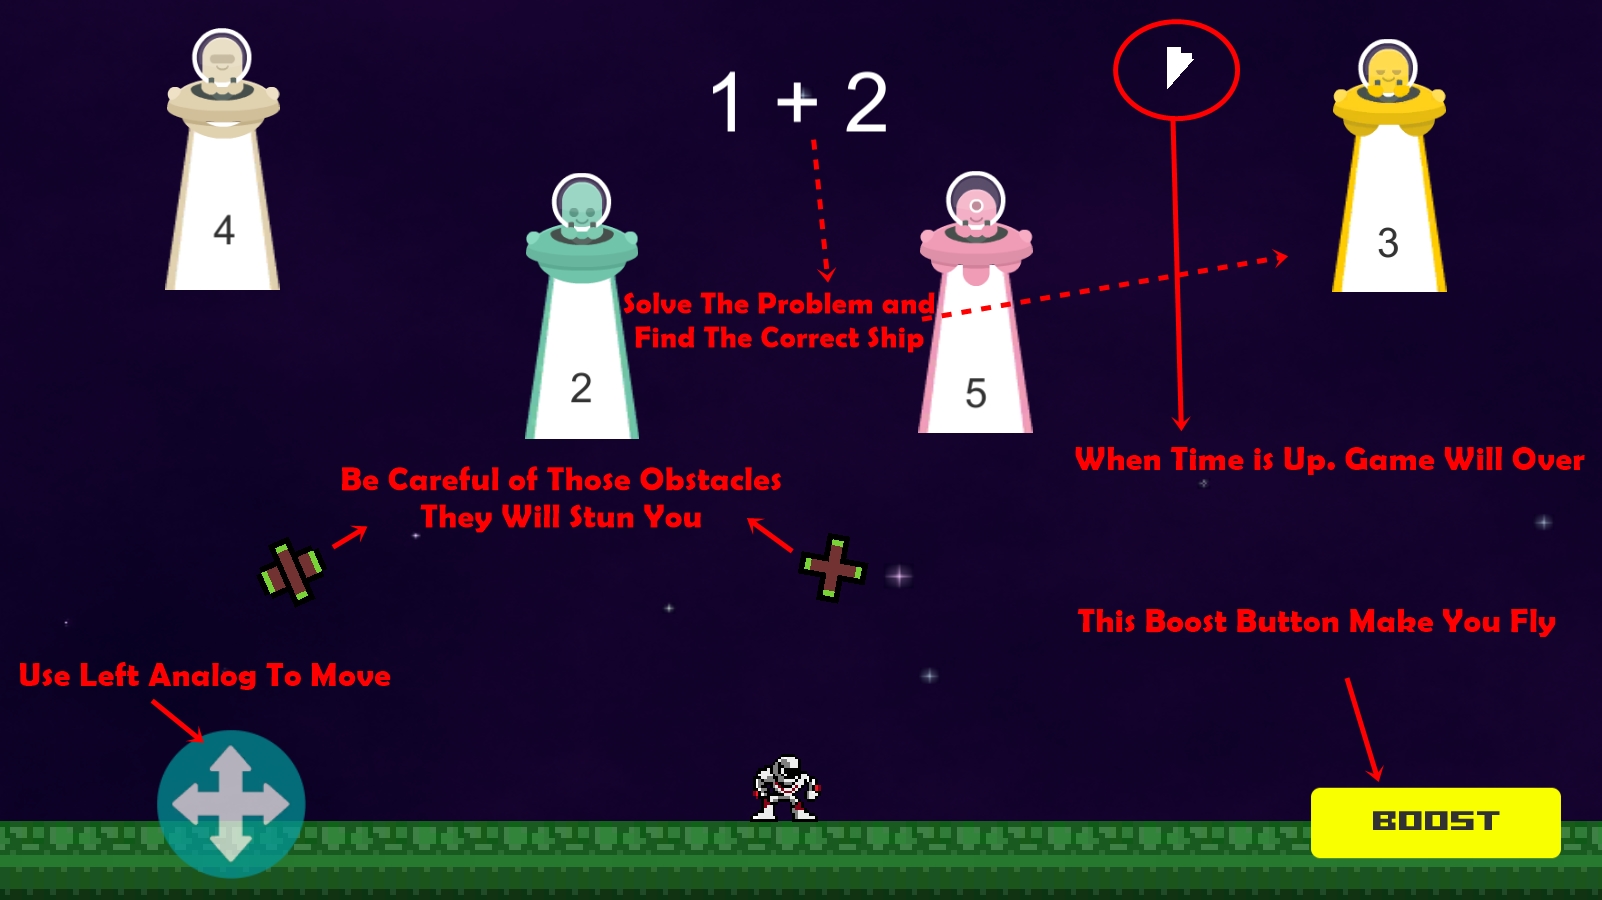 1 + 2
4
2
5
3
Solve The Problem and
Find The Correct Ship
When Time is Up. Game Will Over
Be Careful of Those Obstacles
They Will Stun You
This Boost Button Make You Fly
Use Left Analog To Move
BOOST